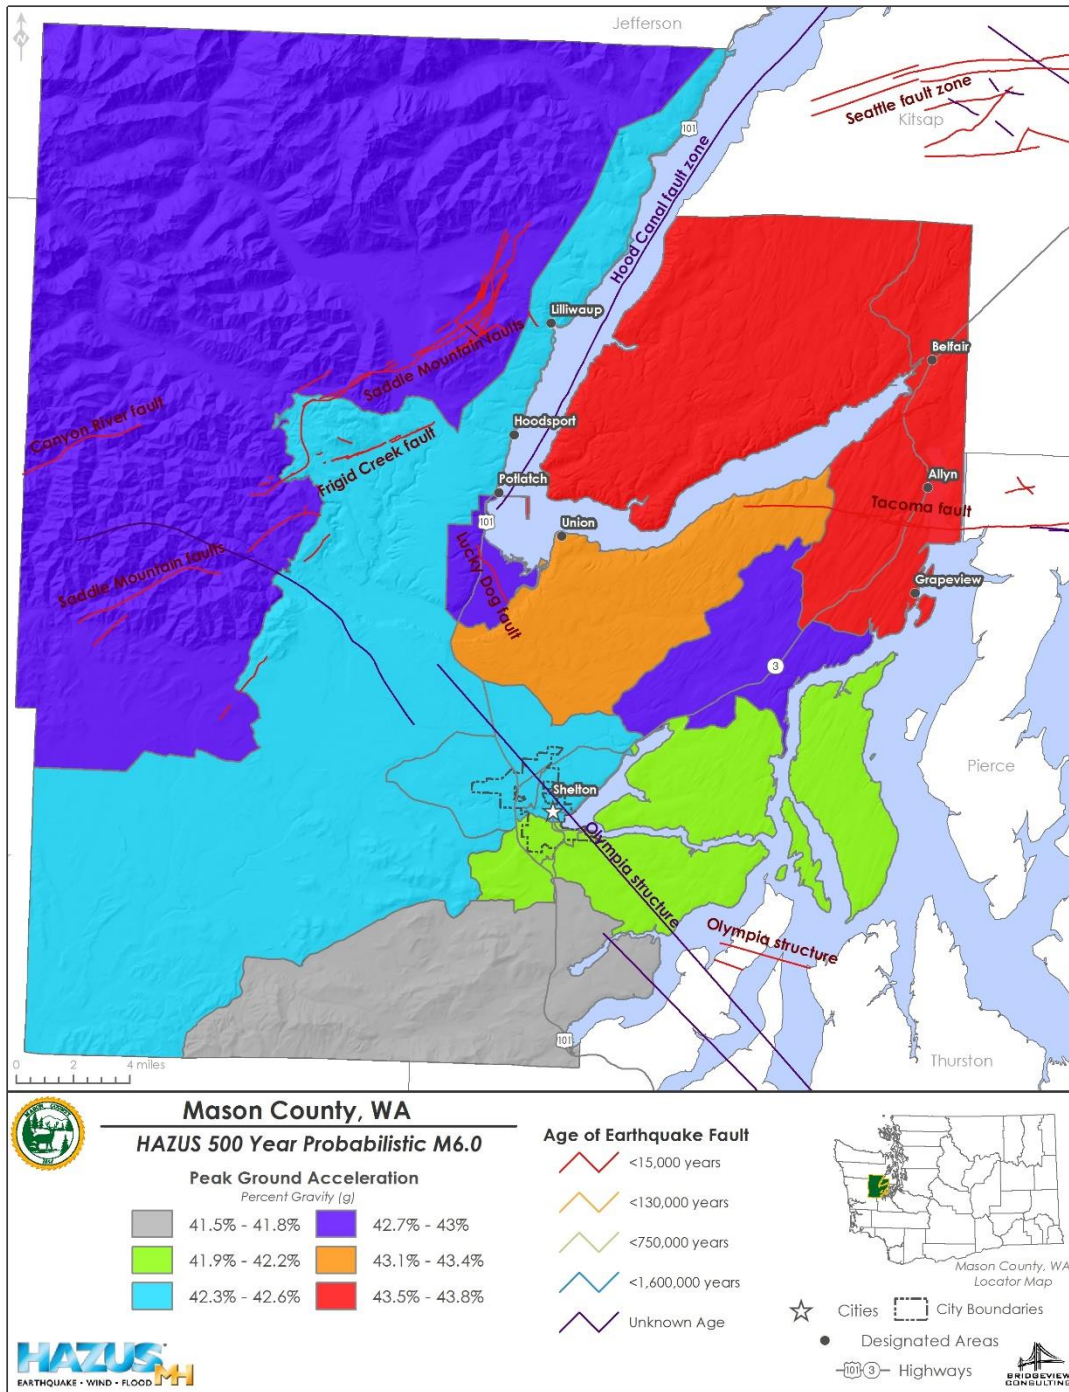 Jefferson
N
101
Seattle fault zone
Kitsap
Hood Canal fault zone
Lilliwaup
Saddle Mountain faults
Belfair
Canyon River fault
Hoodsport
Frigid Creek fault
Potlatch
Allyn
Tacoma fault
101
Union
Lucky Dog fault
Saddle Mountain faults
Grapeview
3
Pierce
Shelton
Olympia structure
Olympia structure
101
Thurston
0 2 4 miles
MASON COUNTY
Mason County, WA
HAZUS 500 Year Probabilistic M6.0
Peak Ground Acceleration
Percent Gravity (g)
41.5% - 41.8%
42.7% - 43%
41.9% - 42.2%
43.1% - 43.4%
42.3% - 42.6%
43.5% - 43.8%
HAZUS MH
EARTHQUAKE • WIND • FLOOD
Age of Earthquake Fault
<15,000 years
<130,000 years
<750,000 years
<1,600,000 years
Unknown Age
Mason County, WA
Locator Map
Cities
City Boundaries
Designated Areas
101 3 Highways
BRIDGEVIEW
CONSULTING